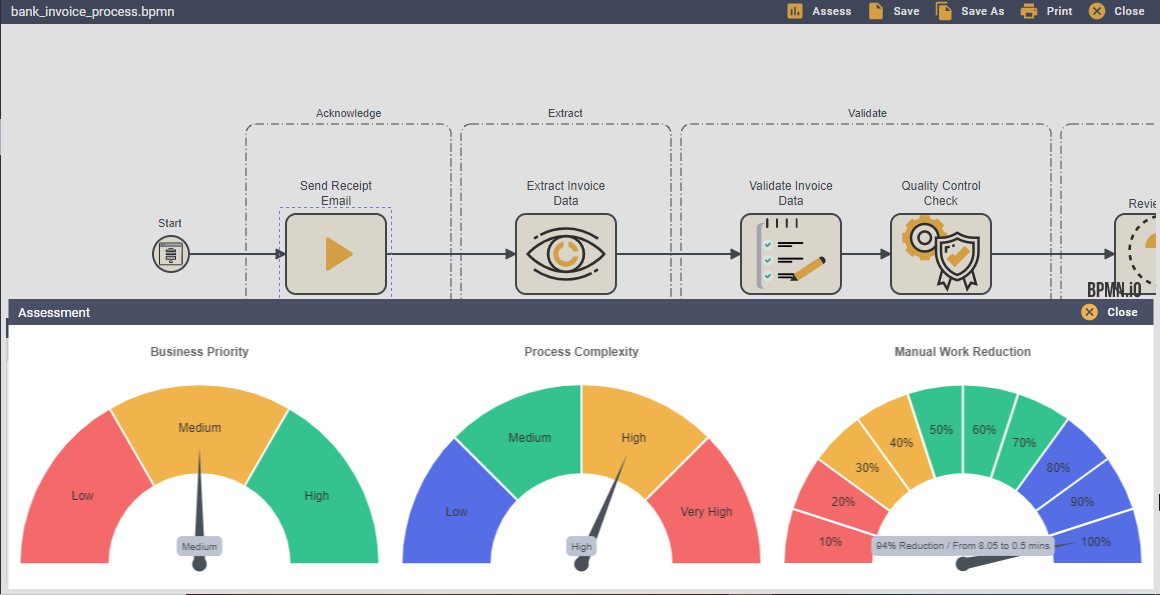 bank_invoice_process.bpmn
Assess
Save
Save As
Print
Close
Acknowledge
Extract
Validate
Send Receipt
Email
Extract Invoice
Data
Validate Invoice
Data
Quality Control
Check
Start
Revie
BPMN.iO
Assessment
Close
Business Priority
Low
Medium
High
Medium
Process Complexity
Low
Medium
High
Very High
High
Manual Work Reduction
10%
20%
30%
40%
50%
60%
70%
80%
90%
100%
94% Reduction / From 8.05 to 0.5 mins